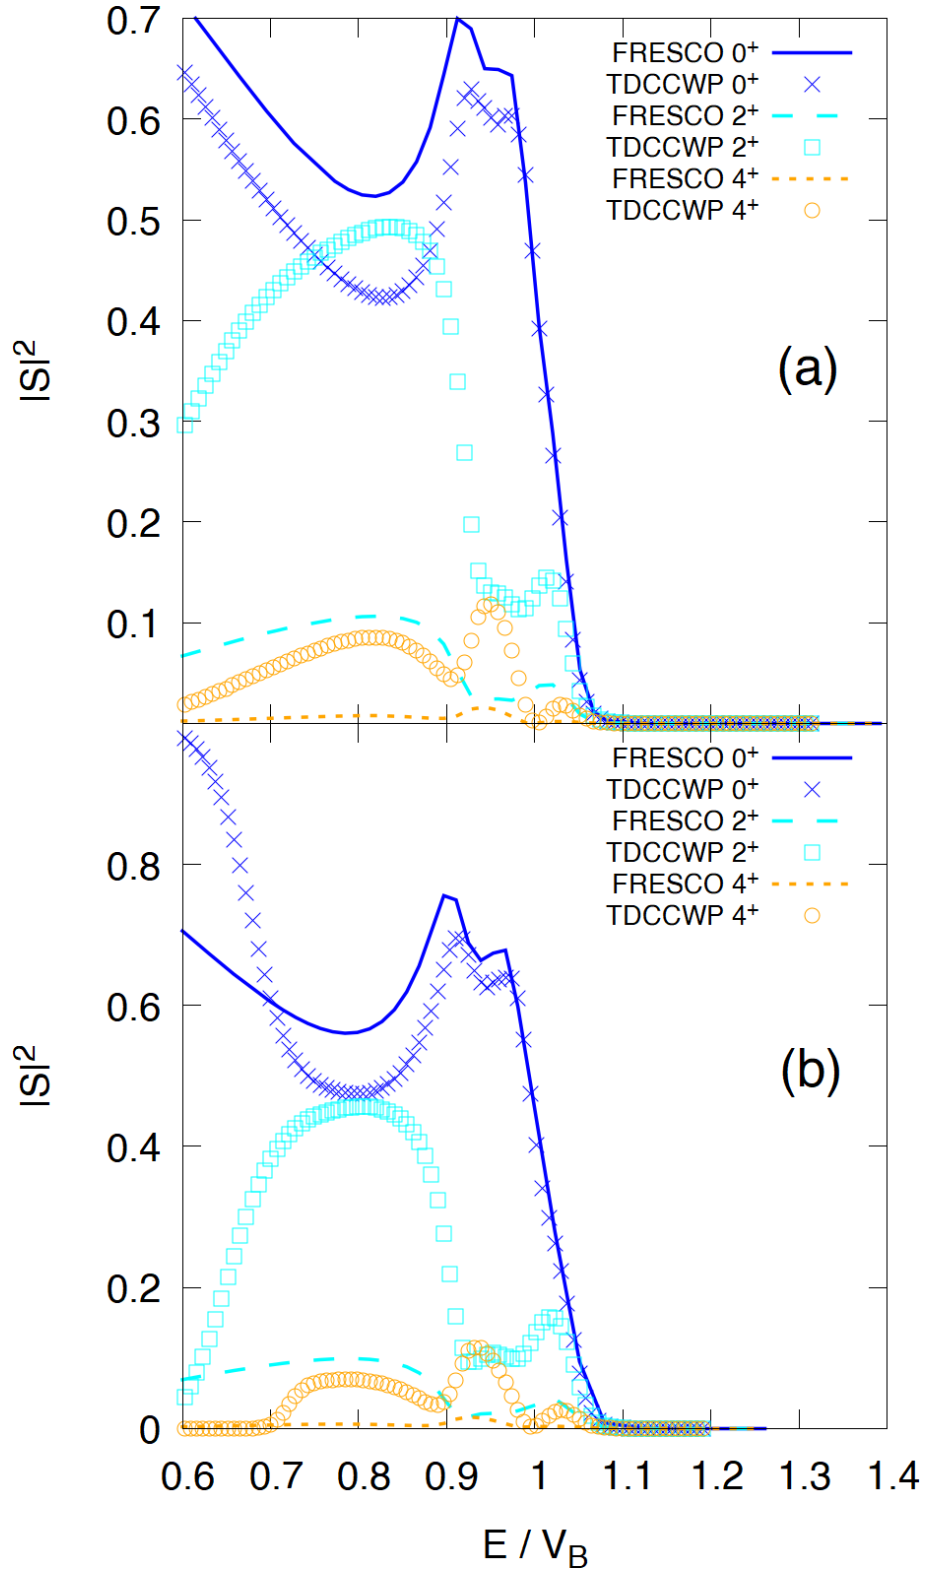 0.7
0.6
0.5
0.4
0.3
0.2
0.1
|S|²
FRESCO 0⁺
TDCCWP 0⁺
FRESCO 2⁺
TDCCWP 2⁺
FRESCO 4⁺
TDCCWP 4⁺
(a)
0.8
0.6
0.4
0.2
0
|S|²
FRESCO 0⁺
TDCCWP 0⁺
FRESCO 2⁺
TDCCWP 2⁺
FRESCO 4⁺
TDCCWP 4⁺
(b)
0.6 0.7 0.8 0.9 1 1.1 1.2 1.3 1.4
E / V_B